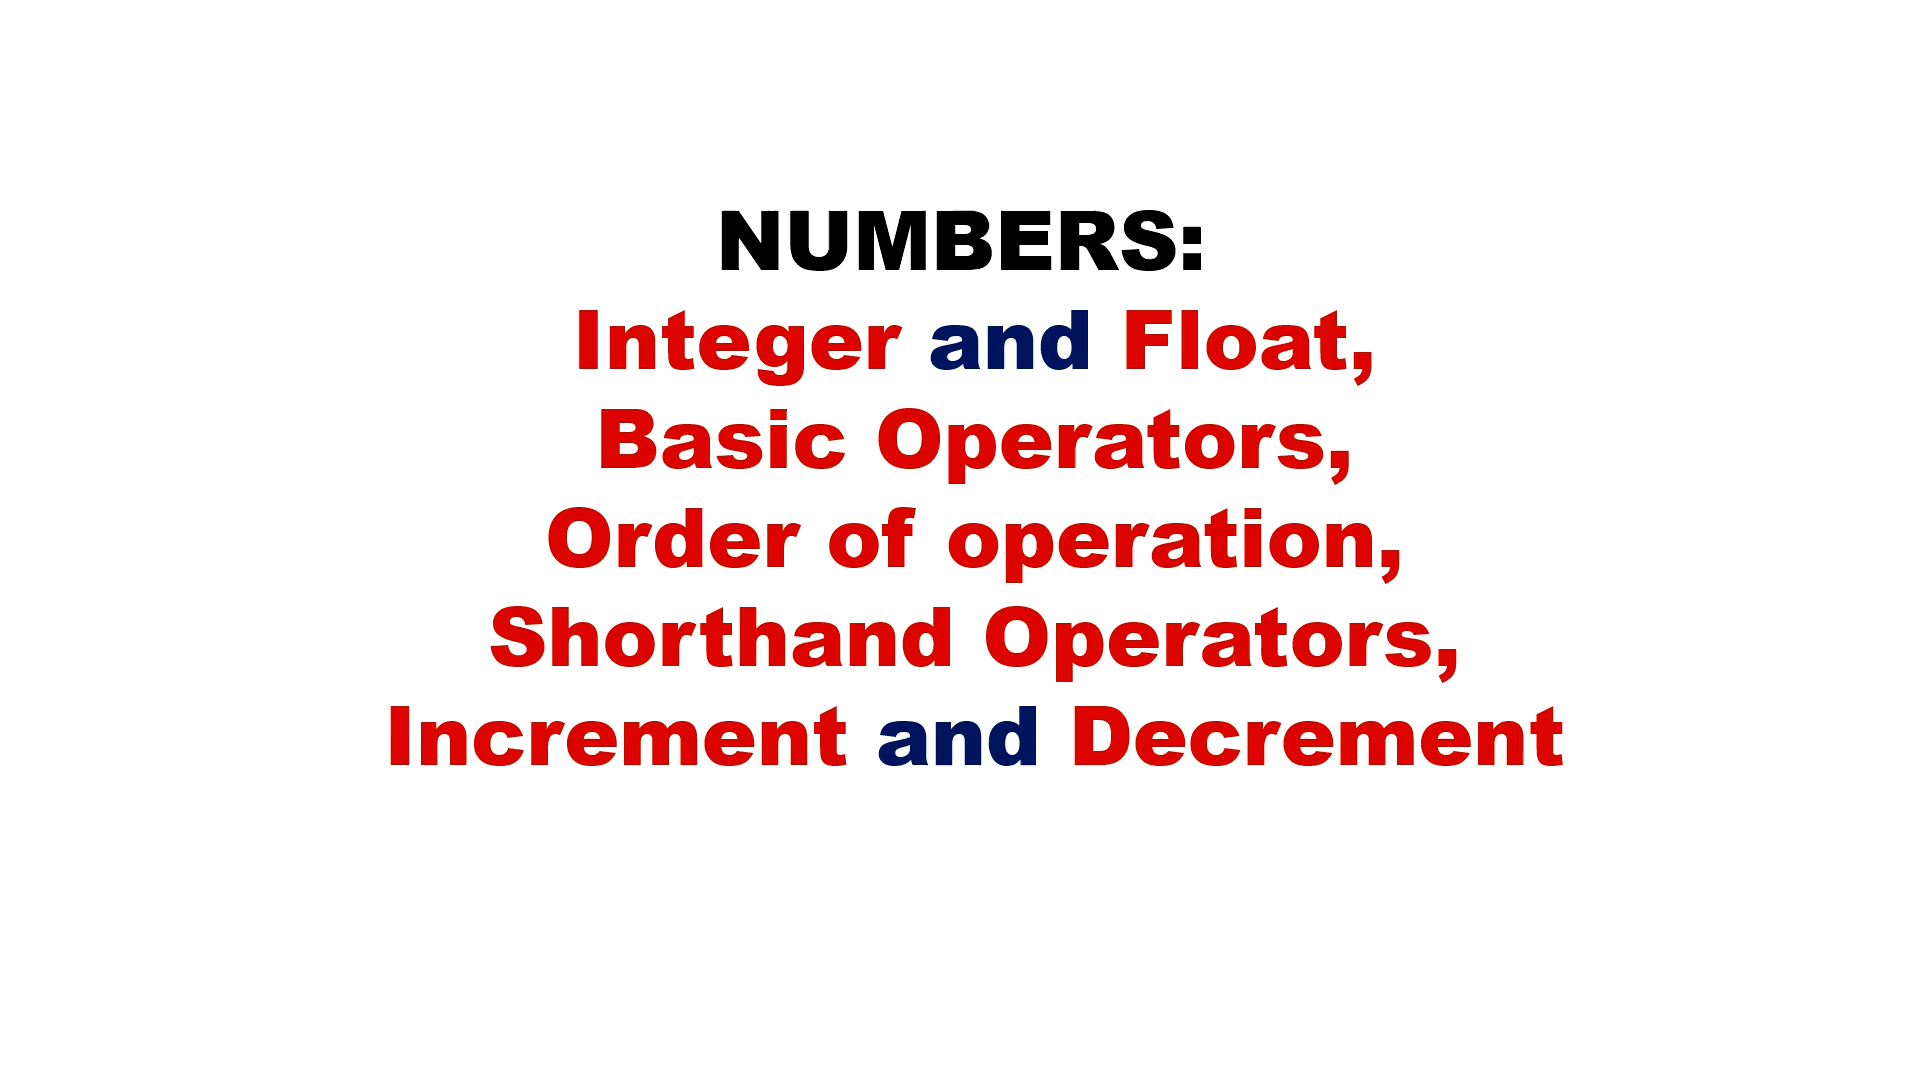 NUMBERS:
Integer and Float,
Basic Operators,
Order of operation,
Shorthand Operators,
Increment and Decrement